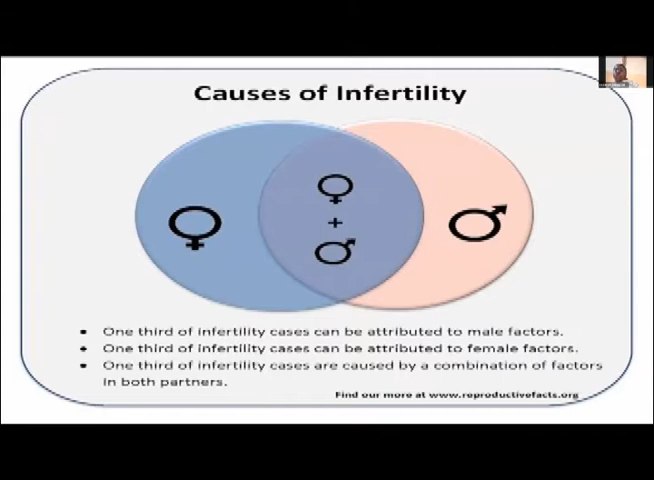 Causes of Infertility
One third of infertility cases can be attributed to male factors.
One third of infertility cases can be attributed to female factors.
One third of infertility cases are caused by a combination of factors
in both partners.
Find our more at www.reproductivefacts.org